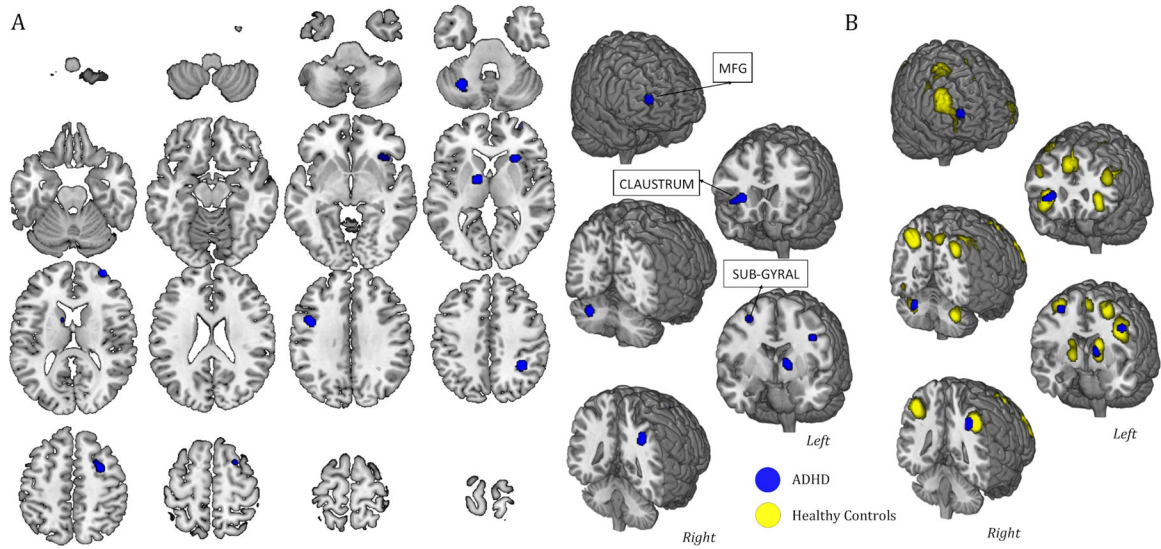 A
B
MFG
CLAUSTRUM
SUB-GYRAL
Left
Left
ADHD
Healthy Controls
Right
Right